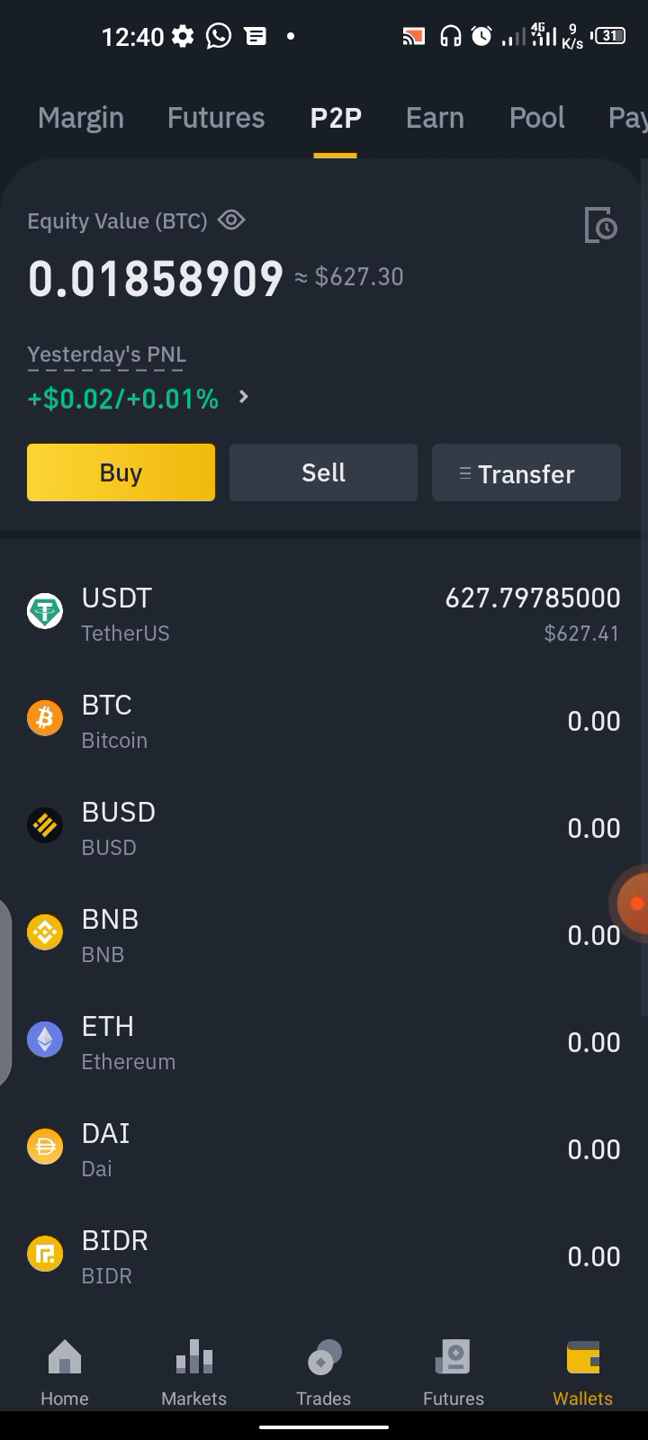 12:40
4G
9
K/s
31
Margin Futures P2P Earn Pool Pay
Equity Value (BTC)
0.01858909 ≈ $627.30
Yesterday's PNL
+$0.02/+0.01%
Buy Sell Transfer
USDT 627.79785000
TetherUS $627.41
BTC 0.00
Bitcoin
BUSD 0.00
BUSD
BNB 0.00
BNB
ETH 0.00
Ethereum
DAI 0.00
Dai
BIDR 0.00
BIDR
Home Markets Trades Futures Wallets